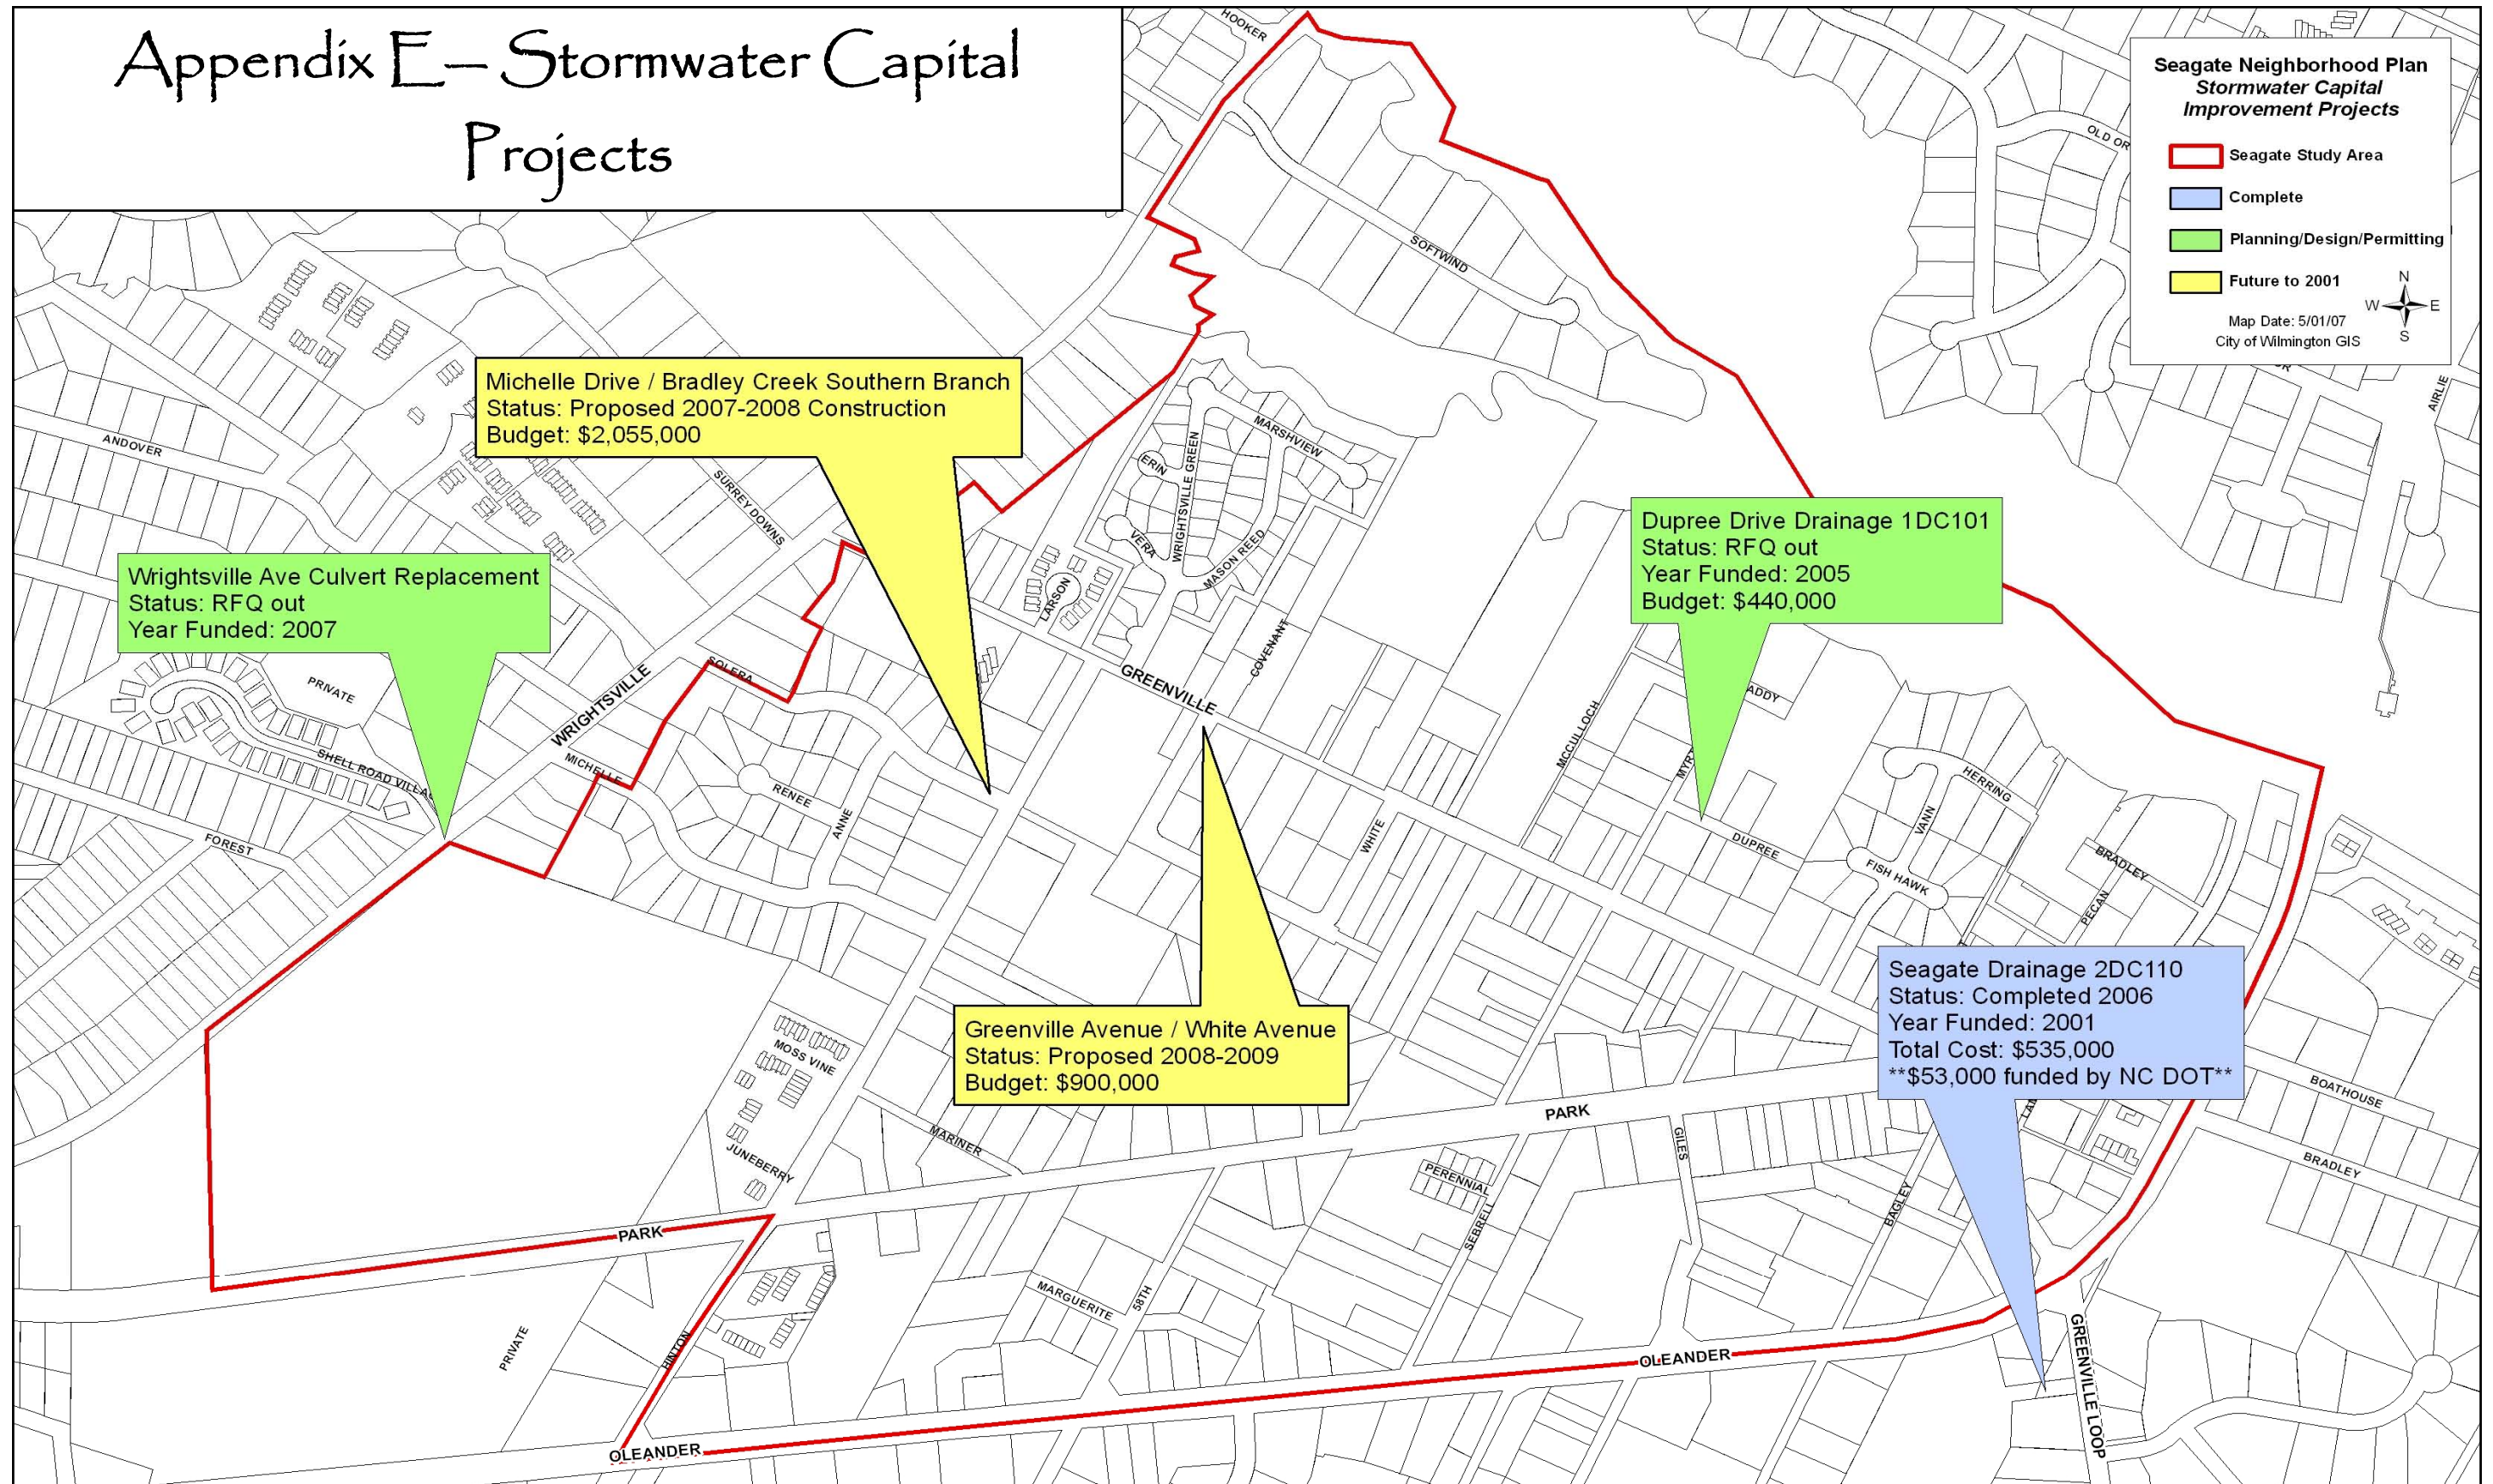 Appendix E– Stormwater Capital
Projects
Seagate Neighborhood Plan
Stormwater Capital
Improvement Projects
Seagate Study Area
Complete
Planning/Design/Permitting
Future to 2001
N
W E
S
Map Date: 5/01/07
City of Wilmington GIS
Michelle Drive / Bradley Creek Southern Branch
Status: Proposed 2007-2008 Construction
Budget: $2,055,000
Dupree Drive Drainage 1DC101
Status: RFQ out
Year Funded: 2005
Budget: $440,000
Wrightsville Ave Culvert Replacement
Status: RFQ out
Year Funded: 2007
Greenville Avenue / White Avenue
Status: Proposed 2008-2009
Budget: $900,000
Seagate Drainage 2DC110
Status: Completed 2006
Year Funded: 2001
Total Cost: $535,000
**$53,000 funded by NC DOT**
HOOKER
OLD OR
SOFTWIND
AIRLIE
ANDOVER
SURREY DOWNS
MARSHVIEW
ERIN
WRIGHTSVILLE GREEN
VERA
MASON REED
LARSON
COVENANT
GREENVILLE
SOLERA
PRIVATE
WRIGHTSVILLE
MICHELLE
SHELL ROAD VILLA
FOREST
RENEE
ANNE
WHITE
MCCULLOCH
ADDY
MYR
DUPREE
HERRING
VANN
FISH HAWK
BRADLEY
PECAN
MOSS VINE
JUNEBERRY
MARINER
PARK
PARK
PERENNIAL
SEBRELL
GILES
BAGLEY
LAN
BOATHOUSE
BRADLEY
MARGUERITE
58TH
HINTON
PRIVATE
OLEANDER
OLEANDER
GREENVILLE LOOP